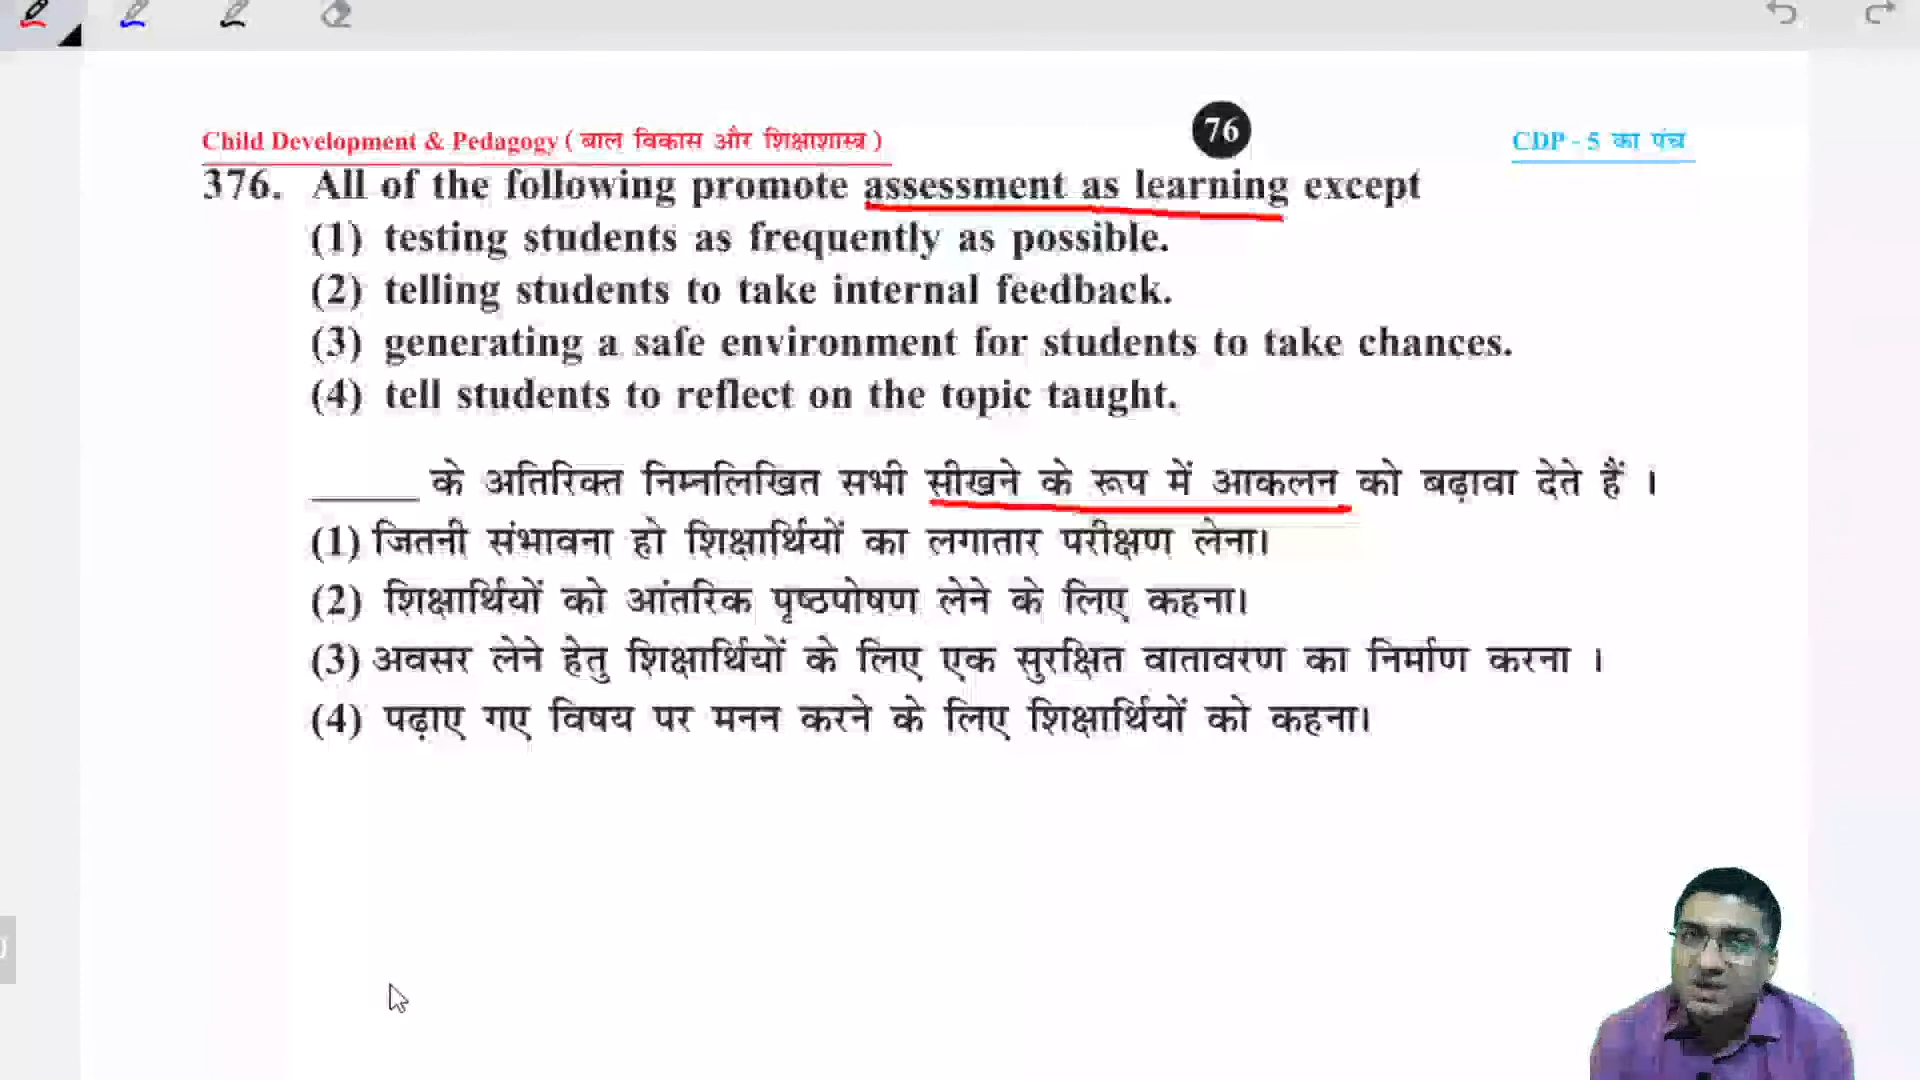 Child Development & Pedagogy ( बाल विकास और शिक्षाशास्त्र ) 76 CDP - 5 का पंच
376. All of the following promote assessment as learning except
(1) testing students as frequently as possible.
(2) telling students to take internal feedback.
(3) generating a safe environment for students to take chances.
(4) tell students to reflect on the topic taught.
______ के अतिरिक्त निम्नलिखित सभी सीखने के रूप में आकलन को बढ़ावा देते हैं ।
(1) जितनी संभावना हो शिक्षार्थियों का लगातार परीक्षण लेना।
(2) शिक्षार्थियों को आंतरिक पृष्ठपोषण लेने के लिए कहना।
(3) अवसर लेने हेतु शिक्षार्थियों के लिए एक सुरक्षित वातावरण का निर्माण करना ।
(4) पढ़ाए गए विषय पर मनन करने के लिए शिक्षार्थियों को कहना।